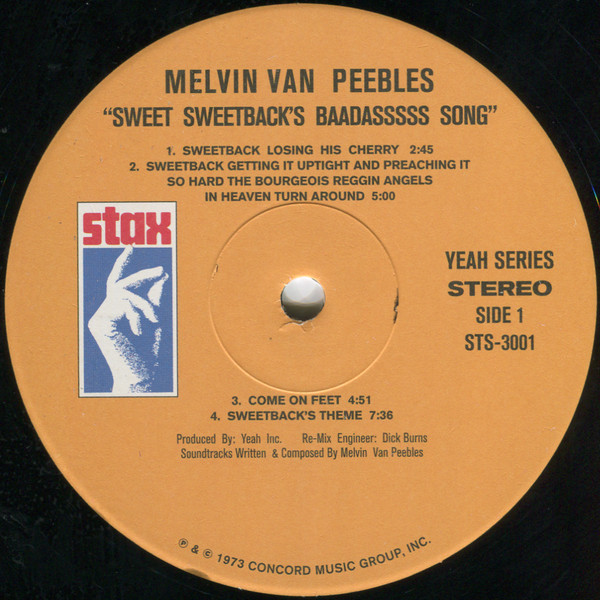 MELVIN VAN PEEBLES
"SWEET SWEETBACK'S BAADASSSSS SONG"
1. SWEETBACK LOSING HIS CHERRY 2:45
2. SWEETBACK GETTING IT UPTIGHT AND PREACHING IT
SO HARD THE BOURGEOIS REGGIN ANGELS
IN HEAVEN TURN AROUND 5:00
stax
YEAH SERIES
STEREO
SIDE 1
STS-3001
3. COME ON FEET 4:51
4. SWEETBACK'S THEME 7:36
Produced By: Yeah Inc. Re-Mix Engineer: Dick Burns
Soundtracks Written & Composed By Melvin Van Peebles
℗ & © 1973 CONCORD MUSIC GROUP, INC.